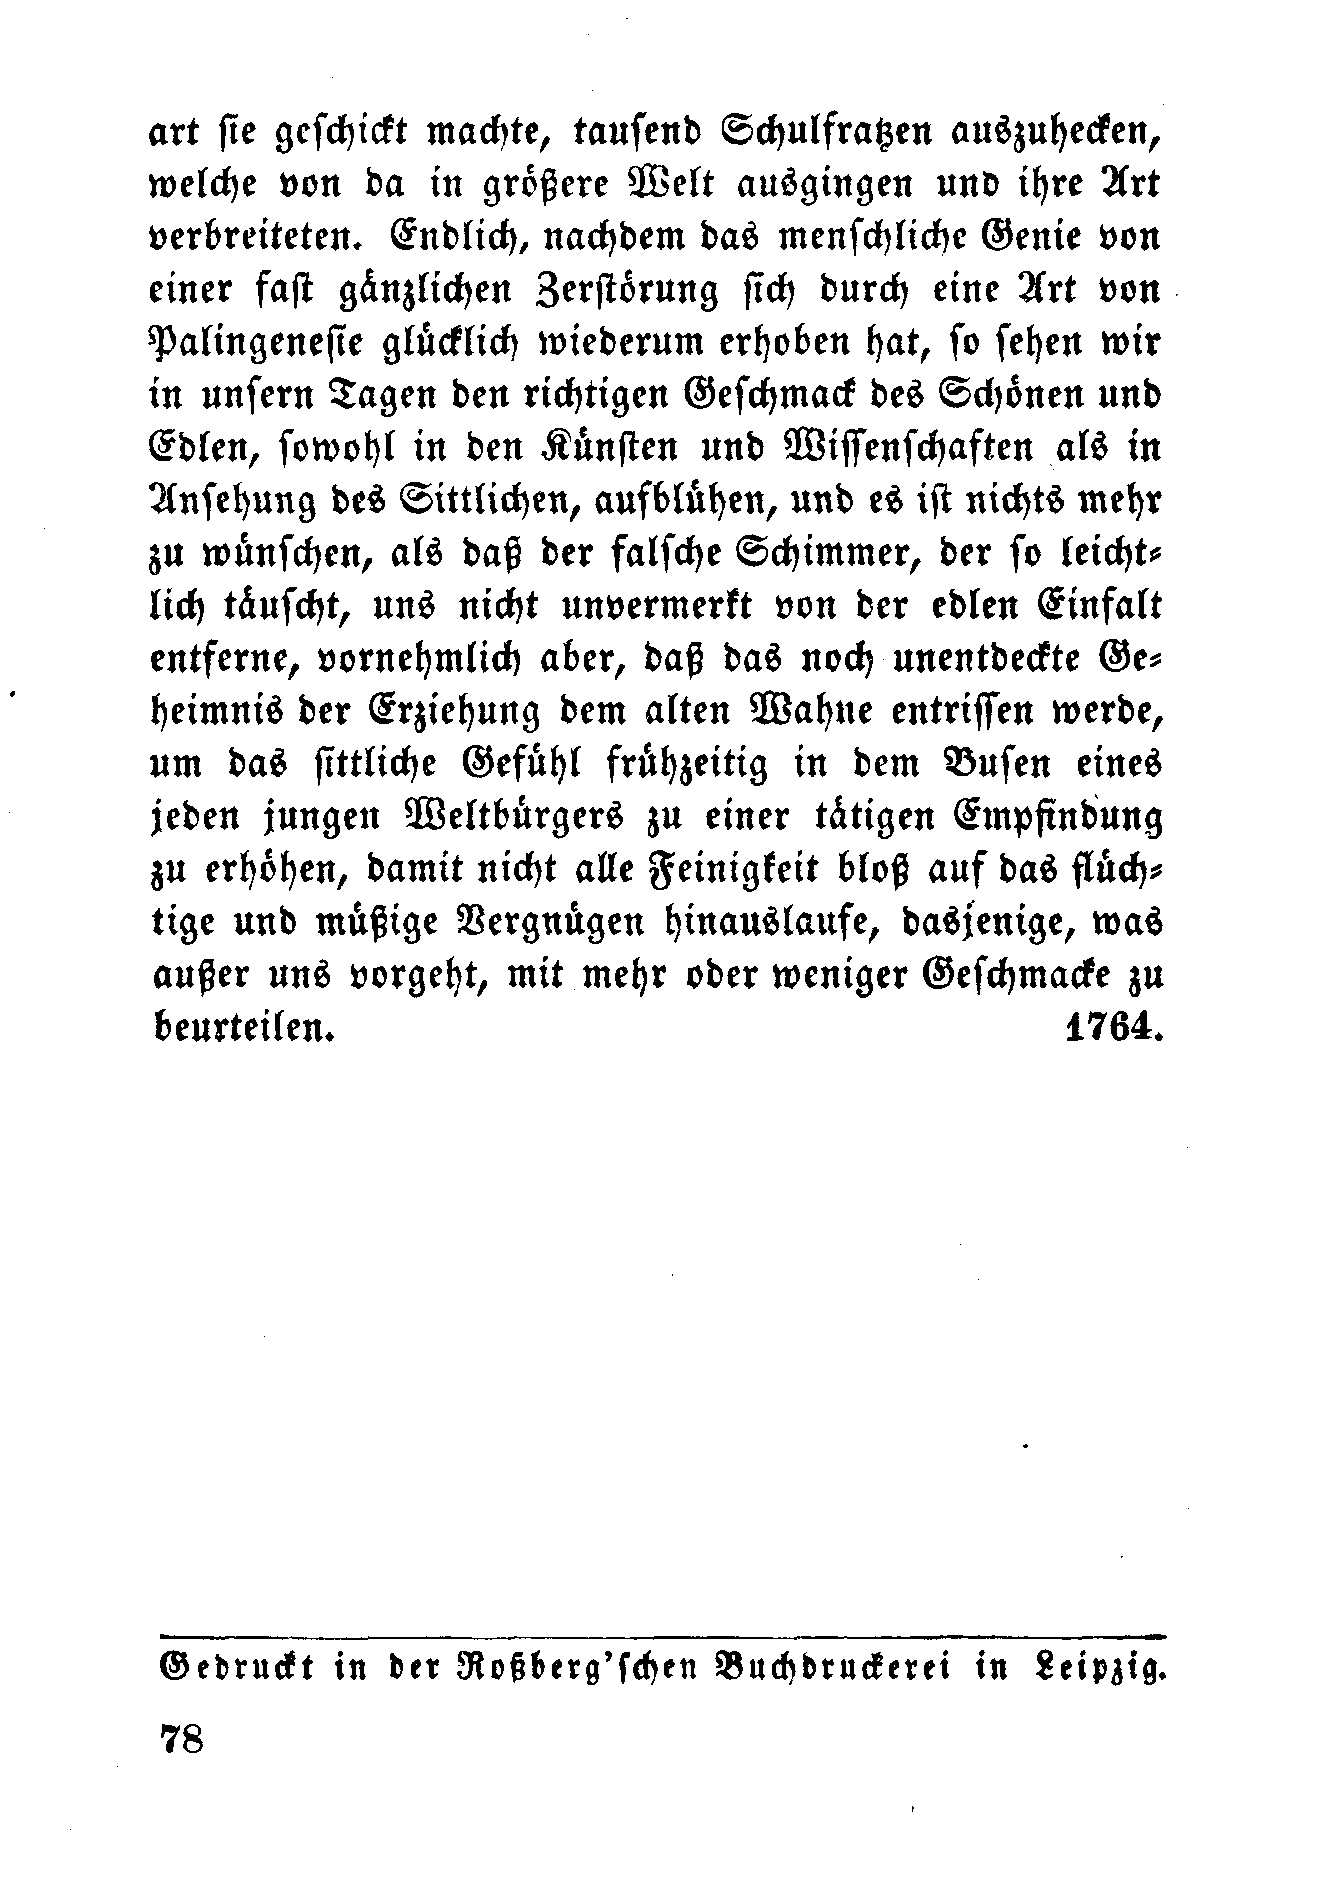 art sie geschickt machte, tausend Schulfratzen auszuhecken,
welche von da in größere Welt ausgingen und ihre Art
verbreiteten. Endlich, nachdem das menschliche Genie von
einer fast gänzlichen Zerstörung sich durch eine Art von
Palingenesie glücklich wiederum erhoben hat, so sehen wir
in unsern Tagen den richtigen Geschmack des Schönen und
Edlen, sowohl in den Künsten und Wissenschaften als in
Ansehung des Sittlichen, aufblühen, und es ist nichts mehr
zu wünschen, als daß der falsche Schimmer, der so leicht-
lich täuscht, uns nicht unvermerkt von der edlen Einfalt
entferne, vornehmlich aber, daß das noch unentdeckte Ge-
heimnis der Erziehung dem alten Wahne entrissen werde,
um das sittliche Gefühl frühzeitig in dem Busen eines
jeden jungen Weltbürgers zu einer tätigen Empfindung
zu erhöhen, damit nicht alle Feinigkeit bloß auf das flüch-
tige und müßige Vergnügen hinauslaufe, dasjenige, was
außer uns vorgeht, mit mehr oder weniger Geschmacke zu
beurteilen. 1764.
Gedruckt in der Roßberg'schen Buchdruckerei in Leipzig.
78